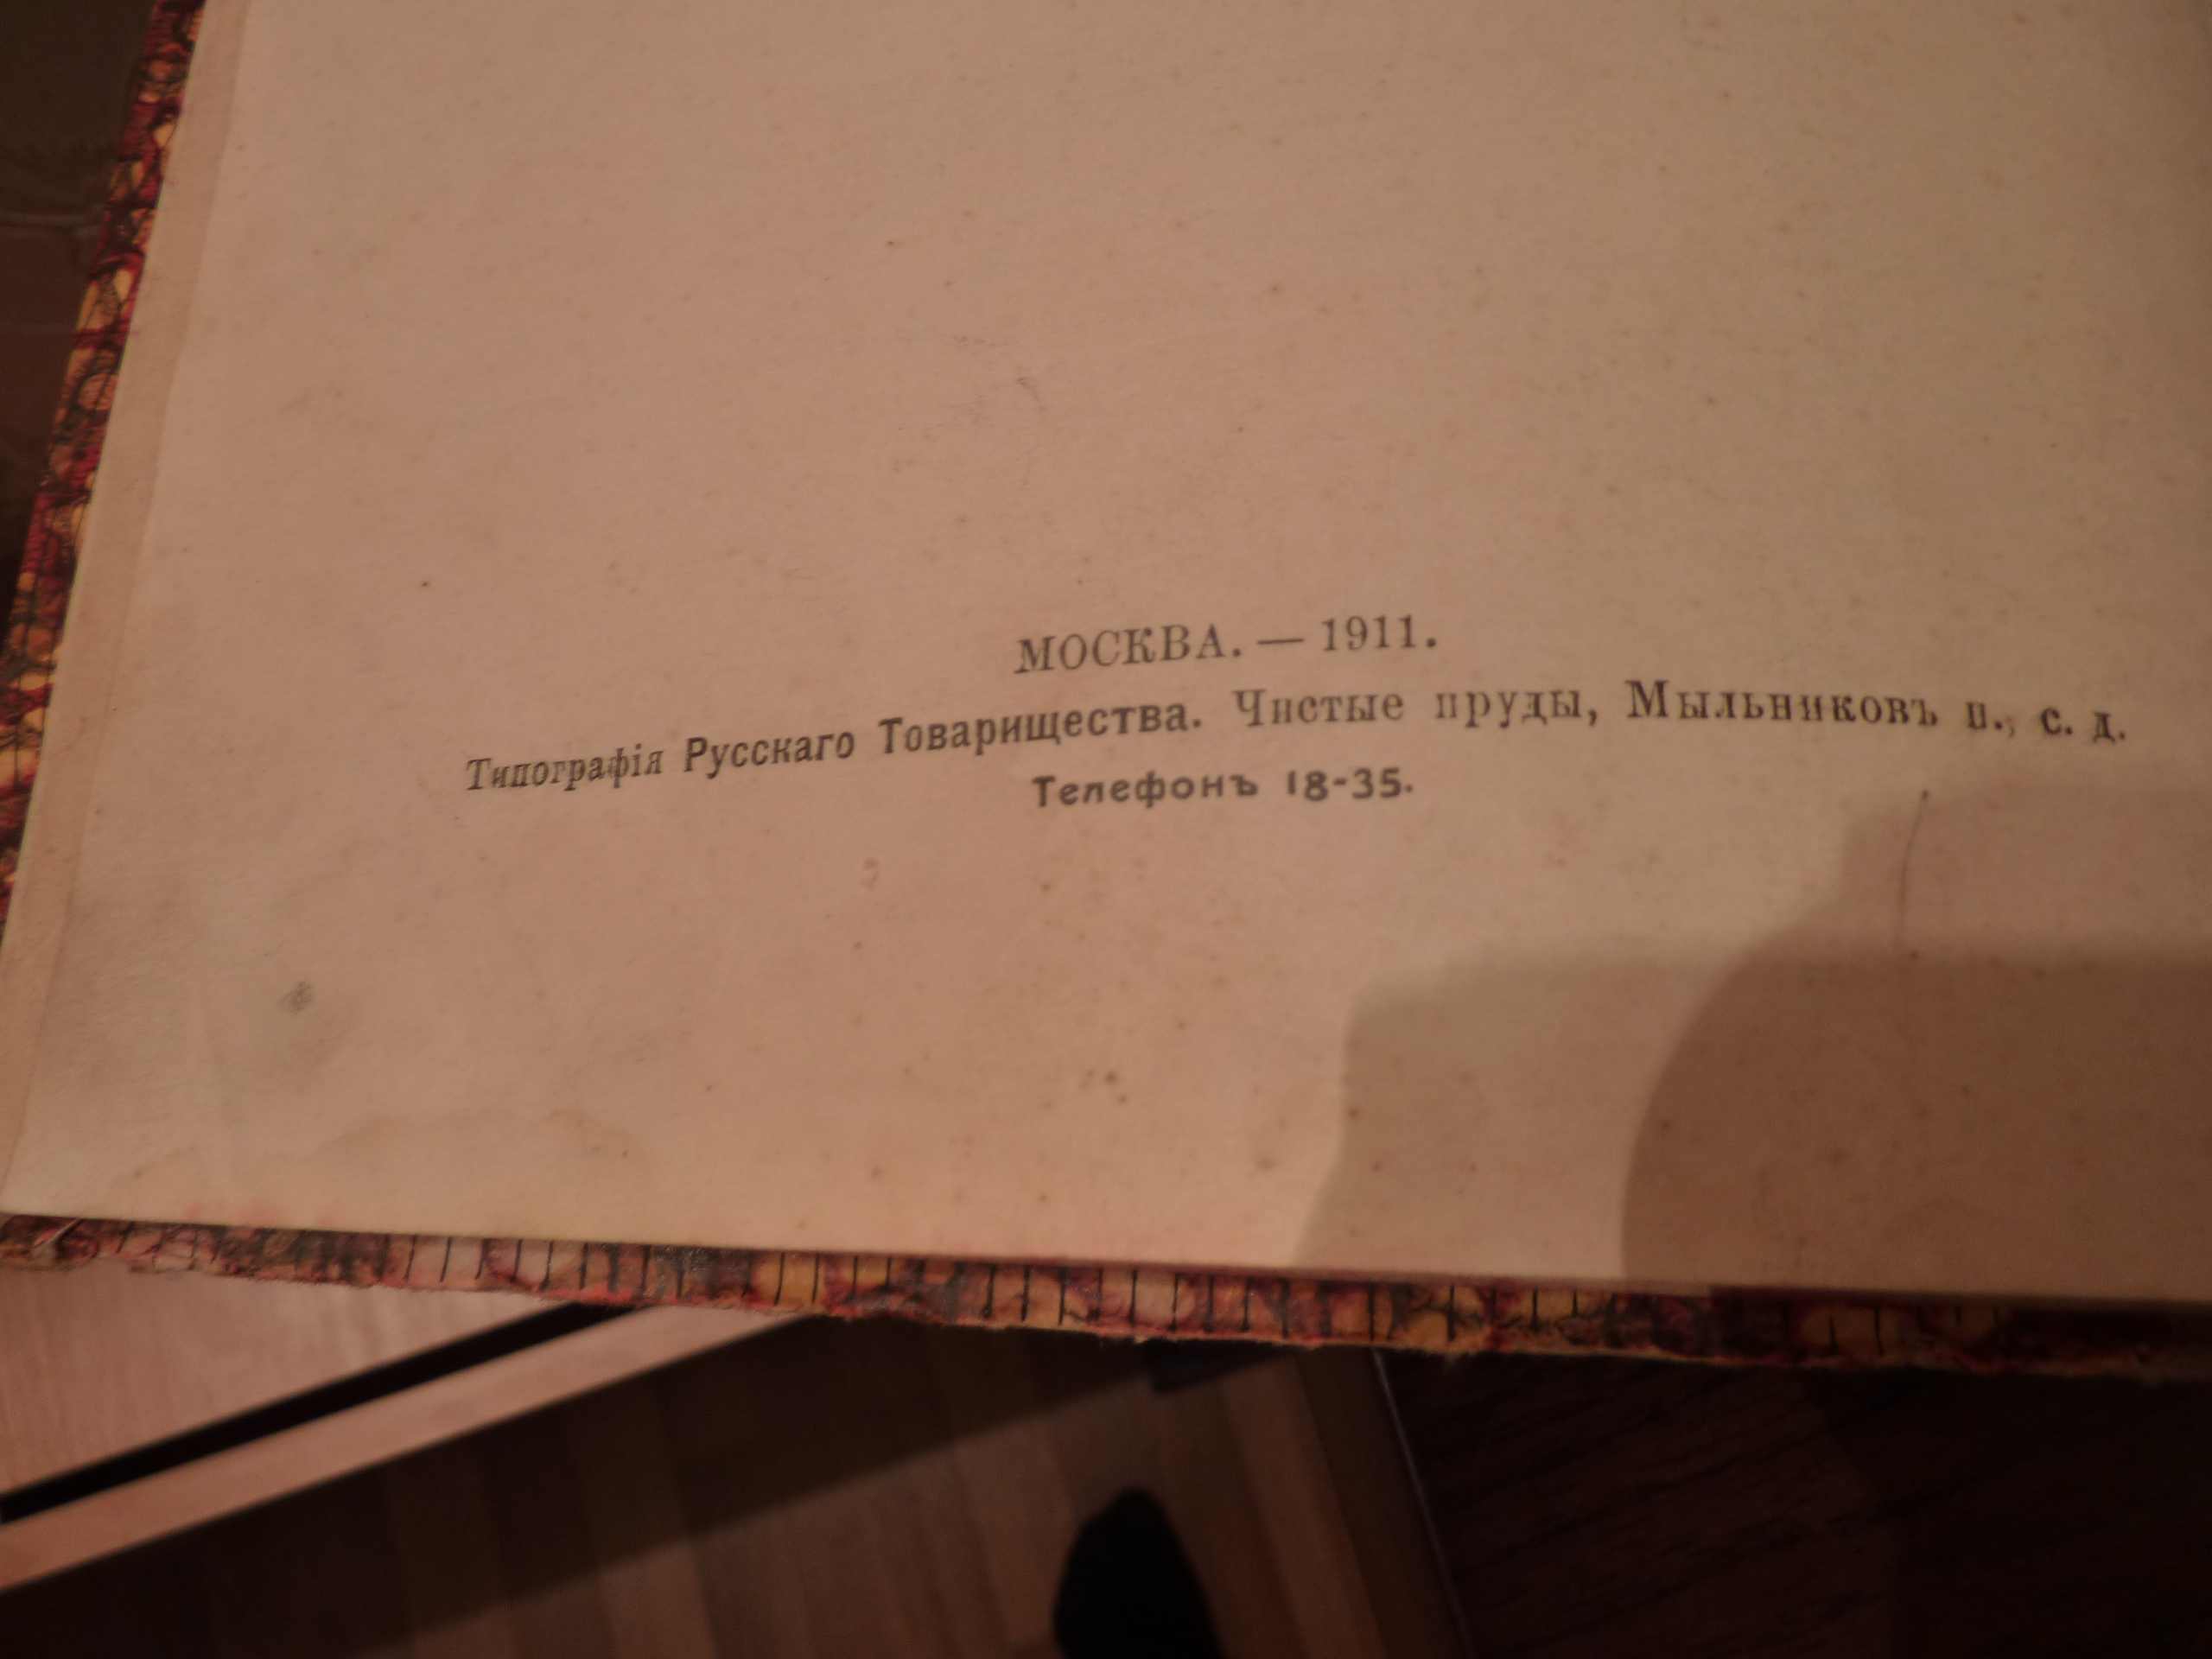 МОСКВА. — 1911.
Типографія Русскаго Товарищества. Чистые пруды, Мыльниковъ п., с. д.
Телефонъ 18-35.